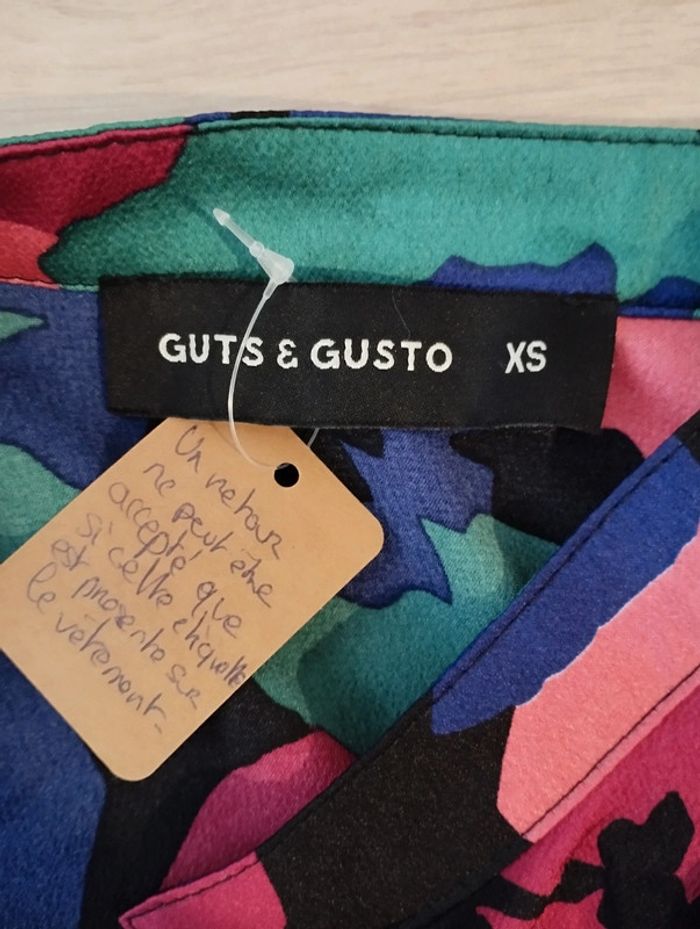 GUTS & GUSTO XS
Un retour
ne peut être
accepté que
si cette étiquette
est présente sur
le vêtement.